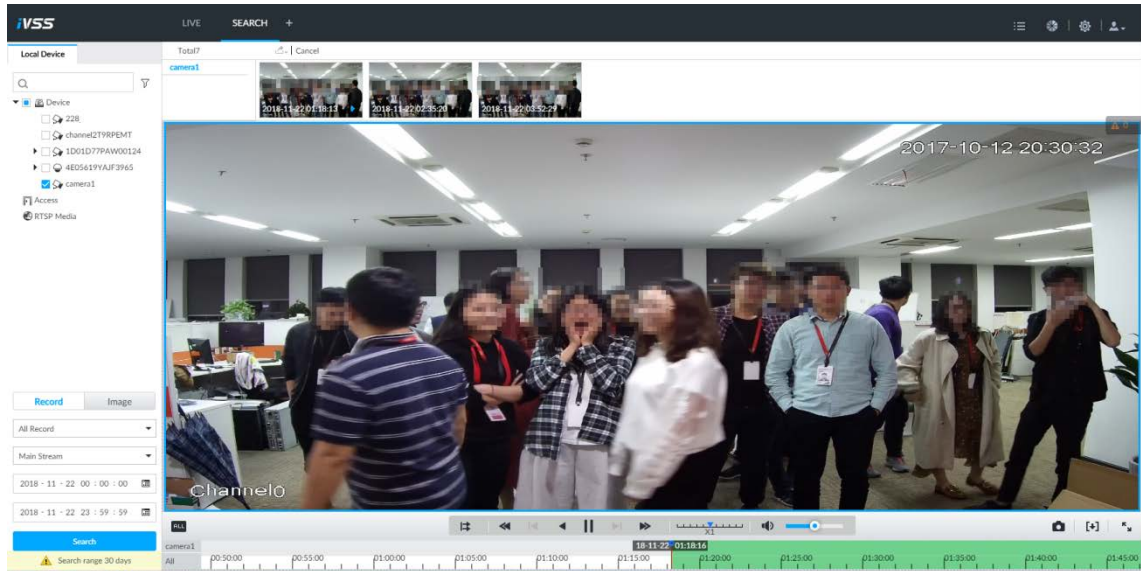 iVSS
LIVE SEARCH +
Local Device
Total7 Cancel
camera1
2018-11-22 01:18:13 2018-11-22 02:35:20 2018-11-22 03:52:29
Device
228
channel2T9RPEMT
1D01D77PAW00124
4E05619YAJF3965
camera1
Access
RTSP Media
0
2017-10-12 20:30:32
Channel0
Record Image
All Record
Main Stream
2018 - 11 - 22 00 : 00 : 00
2018 - 11 - 22 23 : 59 : 59
Search
Search range 30 days
ALL
X1
camera1 18-11-22 01:18:16
All 00:50:00 00:55:00 01:00:00 01:05:00 01:10:00 01:15:00 01:20:00 01:25:00 01:30:00 01:35:00 01:40:00 01:45:00